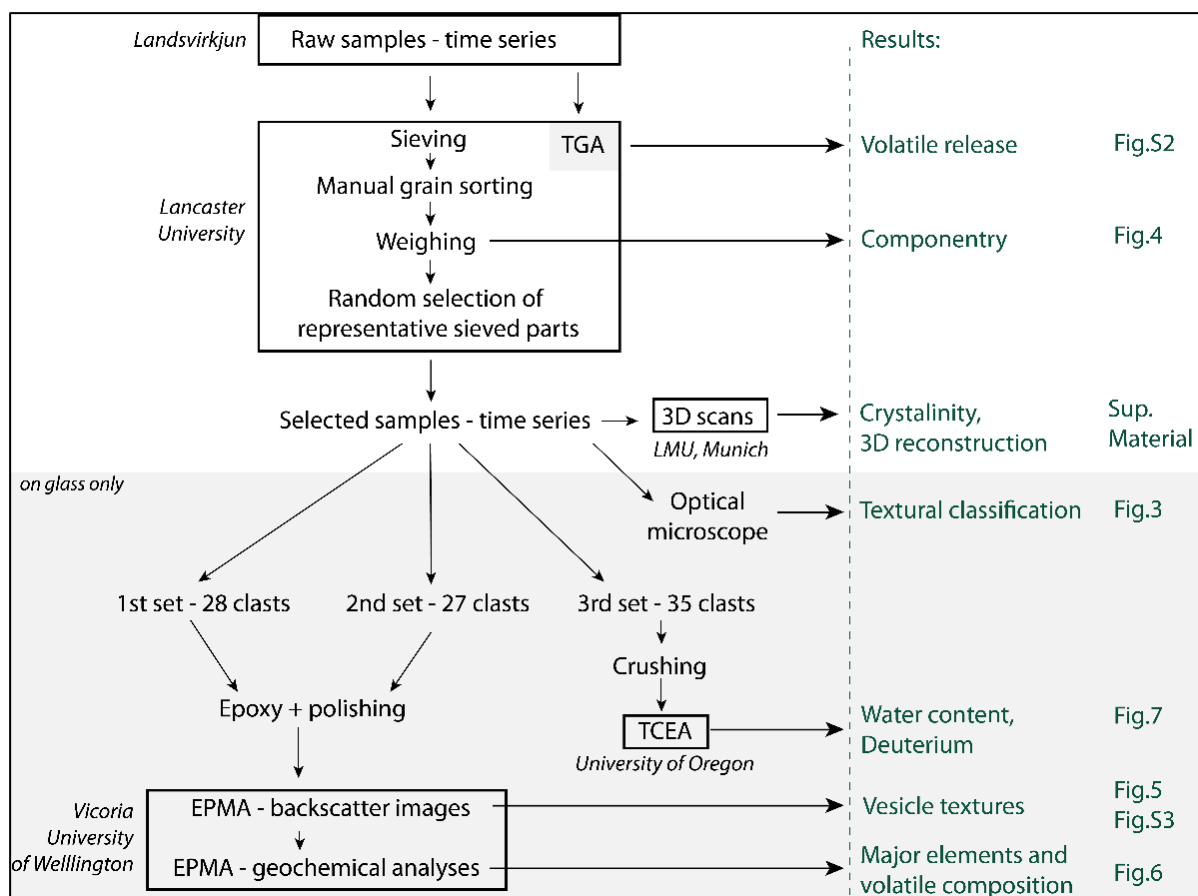 Landsvirkjun
Raw samples - time series
Results:
Sieving
TGA
Volatile release
Fig.S2
Manual grain sorting
Lancaster
University
Weighing
Componentry
Fig.4
Random selection of
representative sieved parts
Selected samples - time series
3D scans
LMU, Munich
Crystalinity,
3D reconstruction
Sup.
Material
on glass only
Optical
microscope
Textural classification
Fig.3
1st set - 28 clasts
2nd set - 27 clasts
3rd set - 35 clasts
Crushing
Epoxy + polishing
TCEA
University of Oregon
Water content,
Deuterium
Fig.7
Vicoria
University
of Welllington
EPMA - backscatter images
Vesicle textures
Fig.5
Fig.S3
EPMA - geochemical analyses
Major elements and
volatile composition
Fig.6